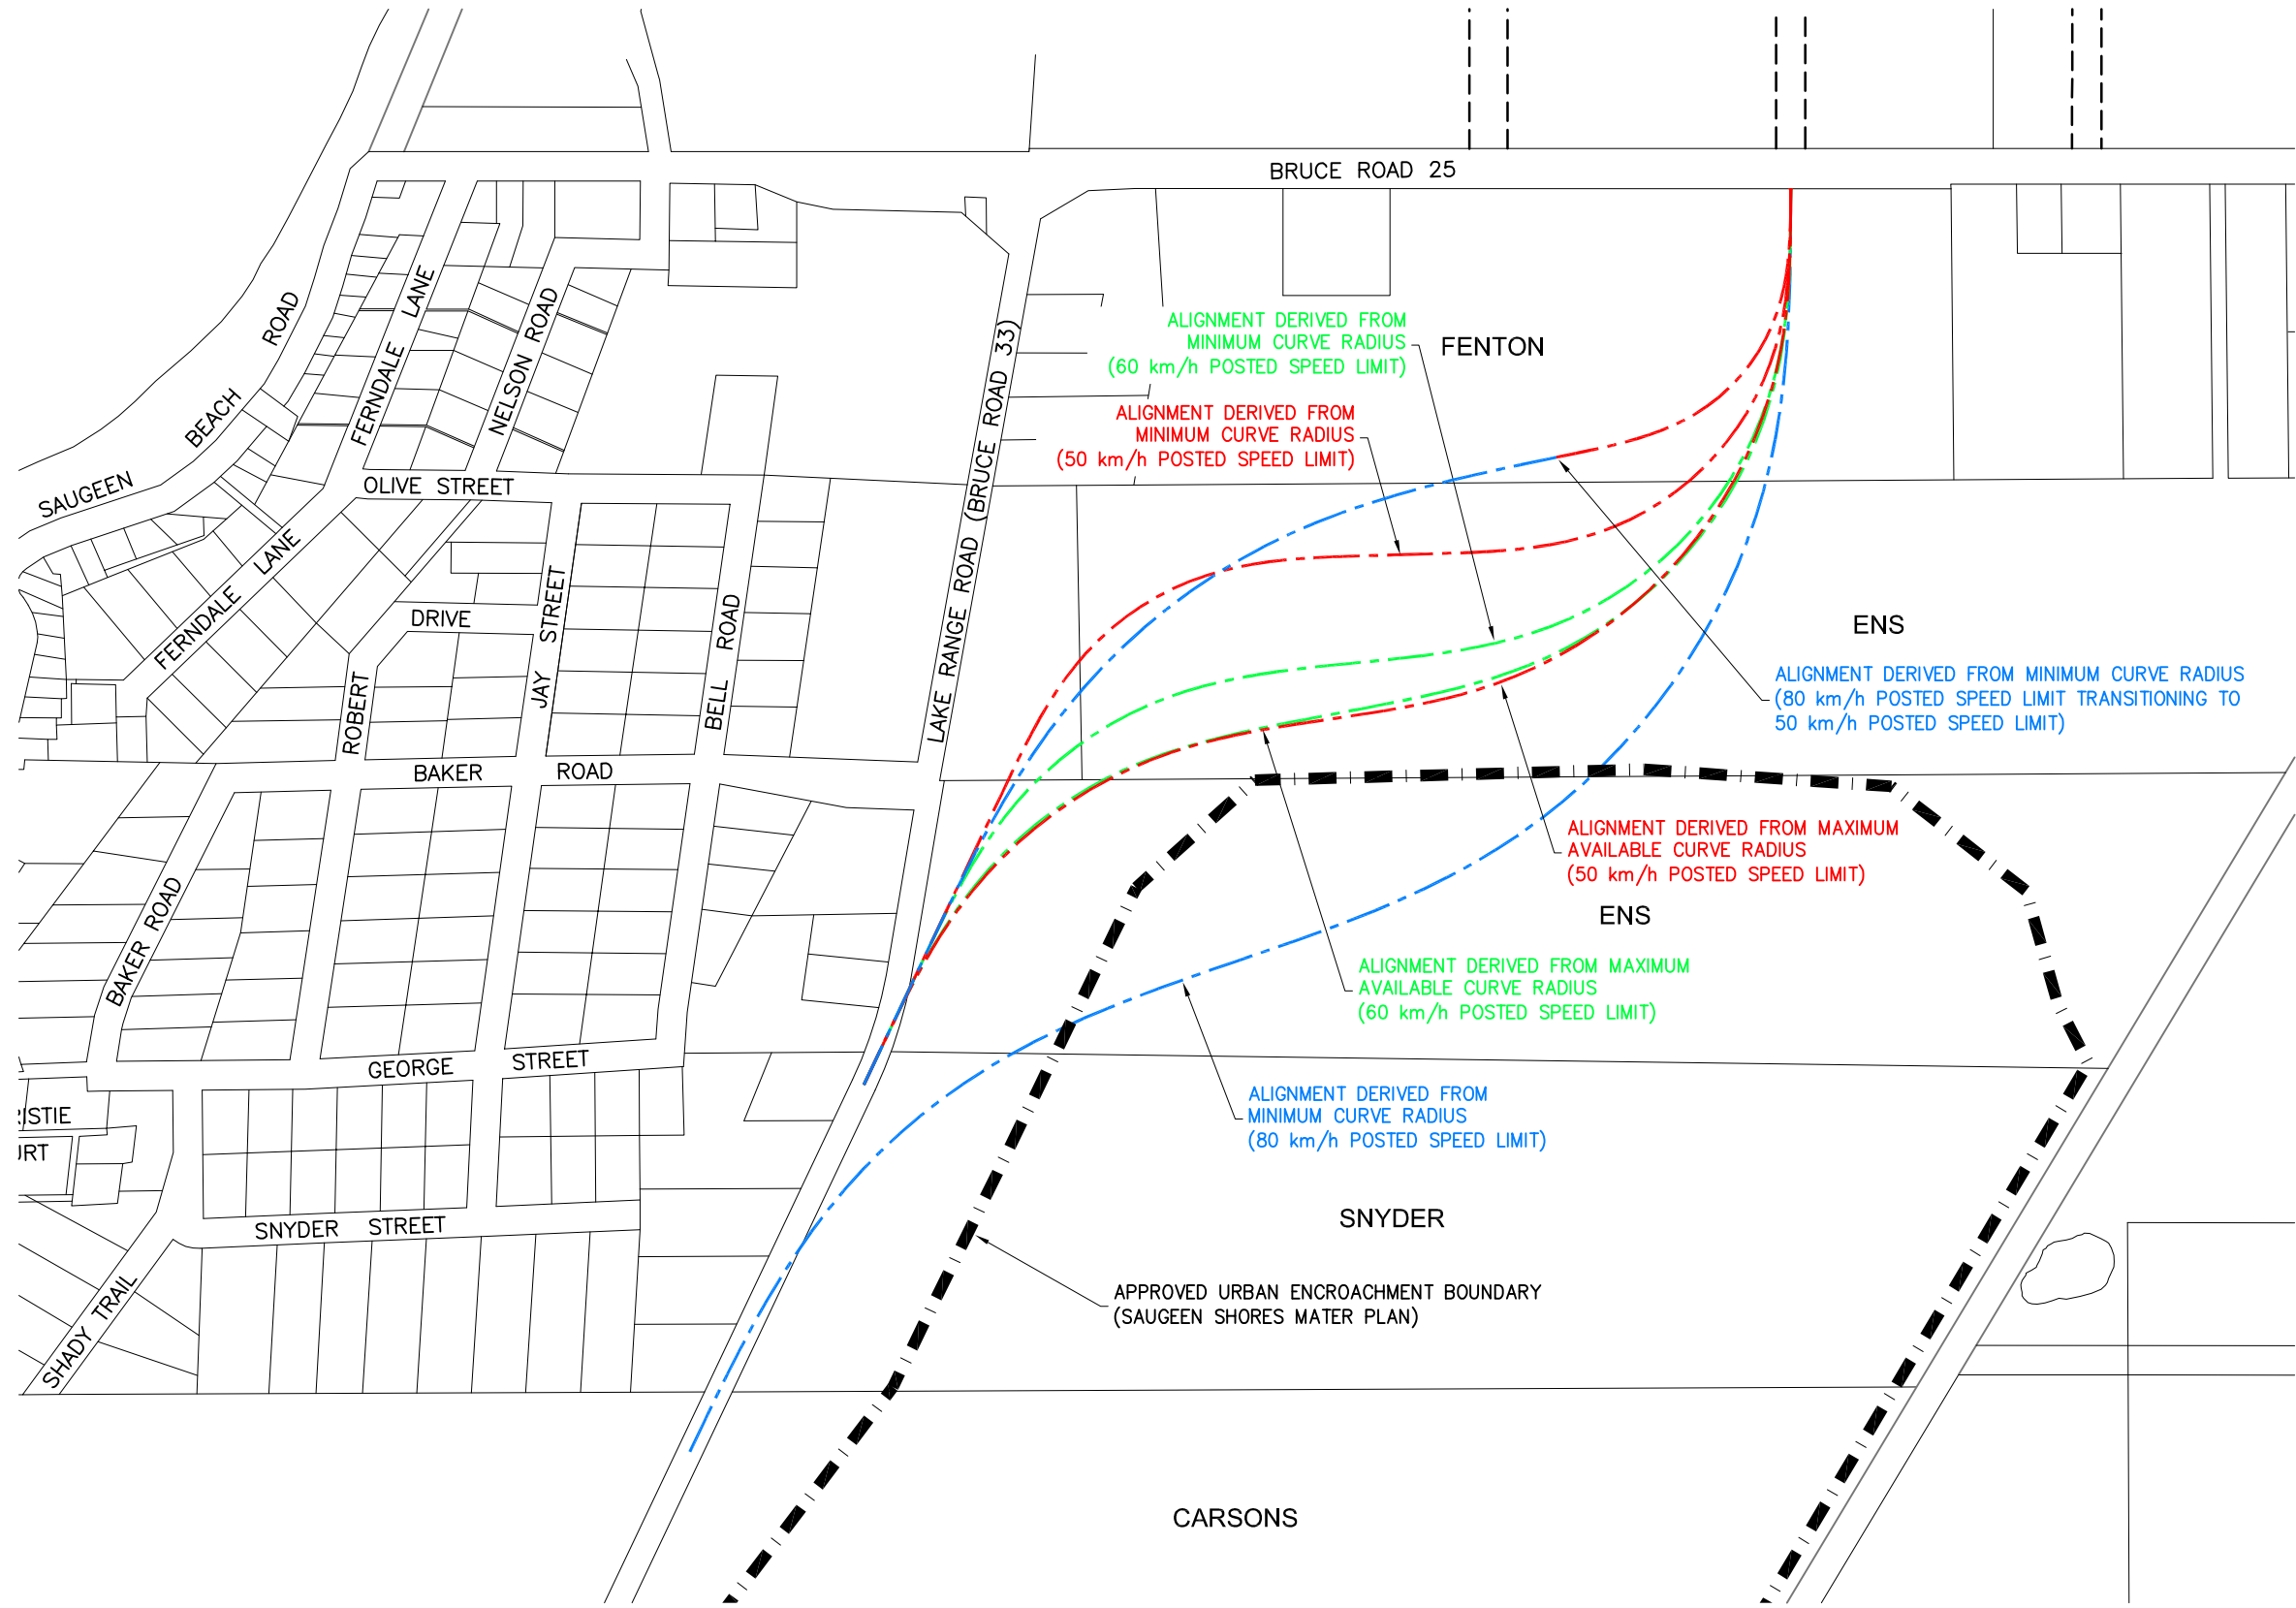 BRUCE ROAD 25
SAUGEEN BEACH ROAD
FERNDALE LANE
NELSON ROAD
LAKE RANGE ROAD (BRUCE ROAD 33)
ALIGNMENT DERIVED FROM
MINIMUM CURVE RADIUS
(60 km/h POSTED SPEED LIMIT)
FENTON
ALIGNMENT DERIVED FROM
MINIMUM CURVE RADIUS
(50 km/h POSTED SPEED LIMIT)
OLIVE STREET
FERNDALE LANE
ROBERT DRIVE
JAY STREET
BELL ROAD
ENS
ALIGNMENT DERIVED FROM MINIMUM CURVE RADIUS
(80 km/h POSTED SPEED LIMIT TRANSITIONING TO
50 km/h POSTED SPEED LIMIT)
BAKER ROAD
ALIGNMENT DERIVED FROM MAXIMUM
AVAILABLE CURVE RADIUS
(50 km/h POSTED SPEED LIMIT)
ENS
BAKER ROAD
ALIGNMENT DERIVED FROM MAXIMUM
AVAILABLE CURVE RADIUS
(60 km/h POSTED SPEED LIMIT)
GEORGE STREET
ALIGNMENT DERIVED FROM
MINIMUM CURVE RADIUS
(80 km/h POSTED SPEED LIMIT)
ISTIE
URT
SNYDER STREET
SNYDER
SHADY TRAIL
APPROVED URBAN ENCROACHMENT BOUNDARY
(SAUGEEN SHORES MATER PLAN)
CARSONS